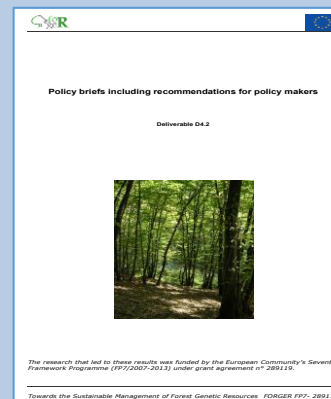 Policy briefs including recommendations for policy makers
Deliverable D4.2
The research that led to these results was funded by the European Community's Sevent
Framework Programme (FP7/2007-2013) under grant agreement n° 289119.
Towards the Sustainable Management of Forest Genetic Resources FORGER FP7- 2891